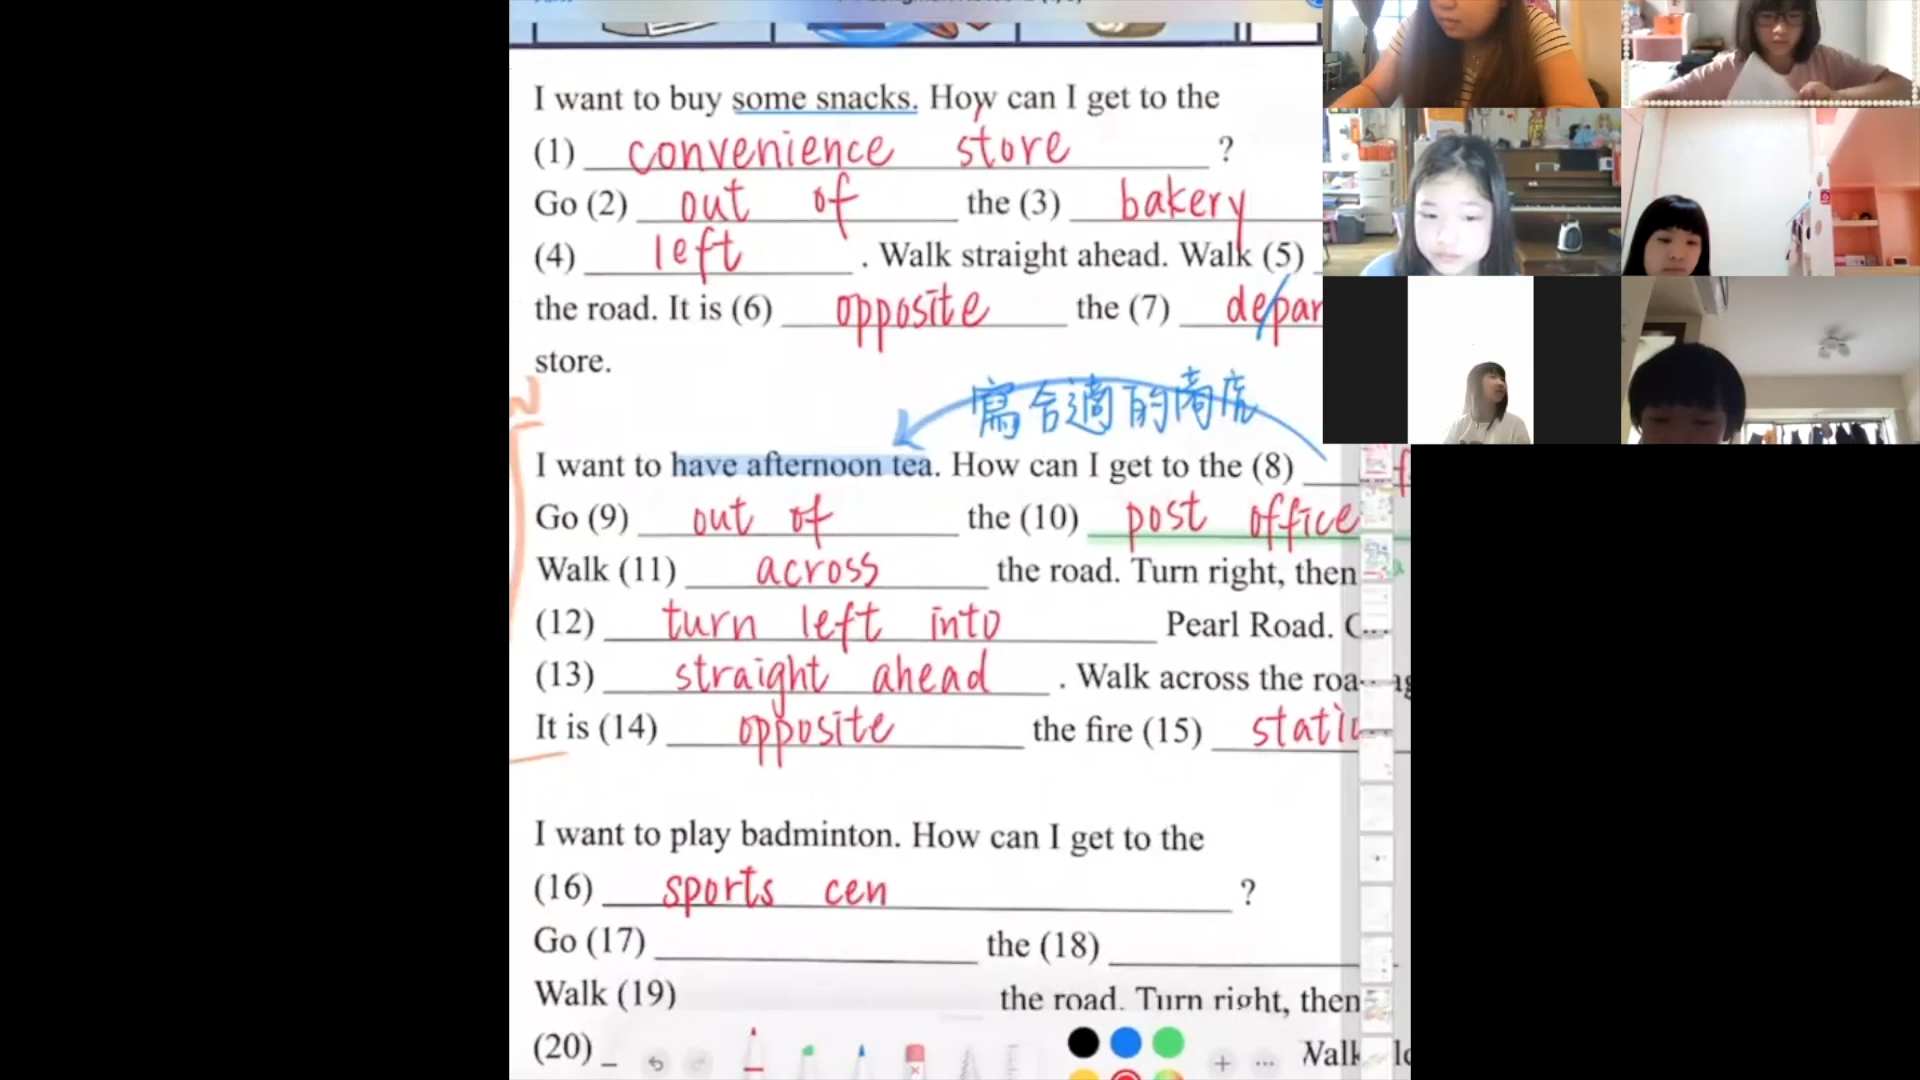 I want to buy some snacks. How can I get to the
(1) convenience store ?
Go (2) out of the (3) bakery
(4) left . Walk straight ahead. Walk (5)
the road. It is (6) opposite the (7) depar
store.
寫合適的商店
I want to have afternoon tea. How can I get to the (8)
Go (9) out of the (10) post office
Walk (11) across the road. Turn right, then
(12) turn left into Pearl Road.
(13) straight ahead . Walk across the roa
It is (14) opposite the fire (15) stati
I want to play badminton. How can I get to the
(16) sports cen ?
Go (17) the (18)
Walk (19) the road. Turn right, then
(20) Walk